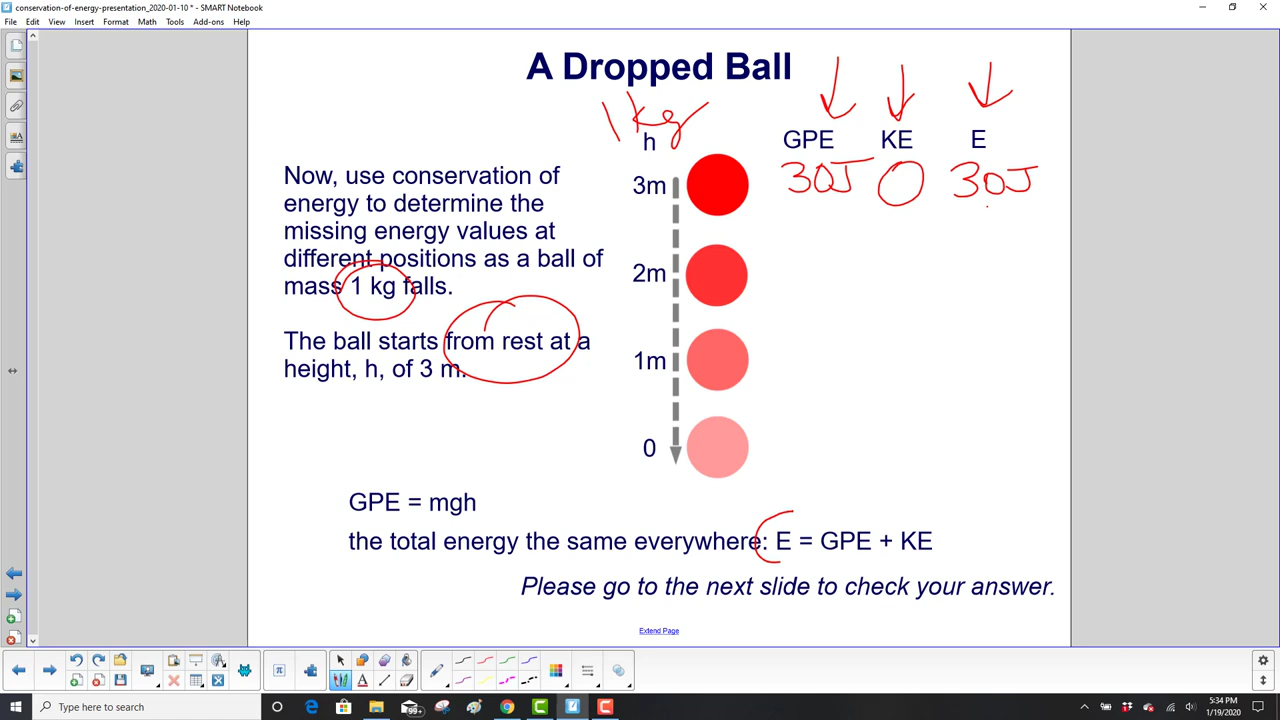 conservation-of-energy-presentation_2020-01-10 * - SMART Notebook
File Edit View Insert Format Math Tools Add-ons Help
A Dropped Ball
1 kg
h GPE KE E
3m 30J 0 30J
Now, use conservation of
energy to determine the
missing energy values at
different positions as a ball of
mass 1 kg falls.
2m
The ball starts from rest at a
height, h, of 3 m.
1m
0
GPE = mgh
the total energy the same everywhere: E = GPE + KE
Please go to the next slide to check your answer.
Extend Page
Type here to search
99+
5:34 PM
1/19/2020